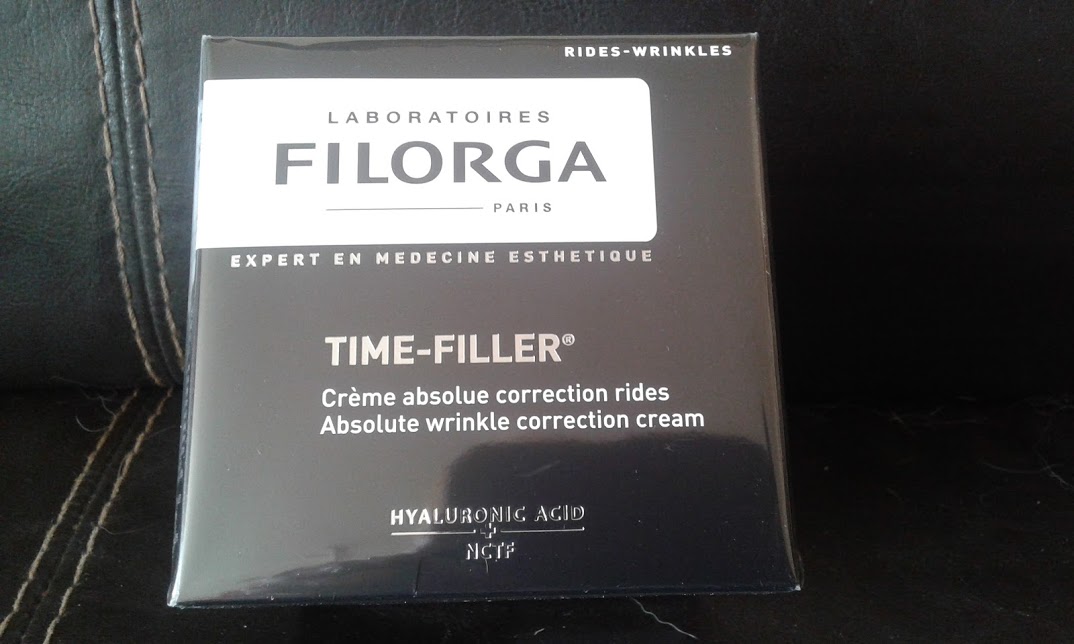 RIDES-WRINKLES
LABORATOIRES
FILORGA
PARIS
EXPERT EN MEDECINE ESTHETIQUE
TIME-FILLER®
Crème absolue correction rides
Absolute wrinkle correction cream
HYALURONIC ACID
+
NCTF